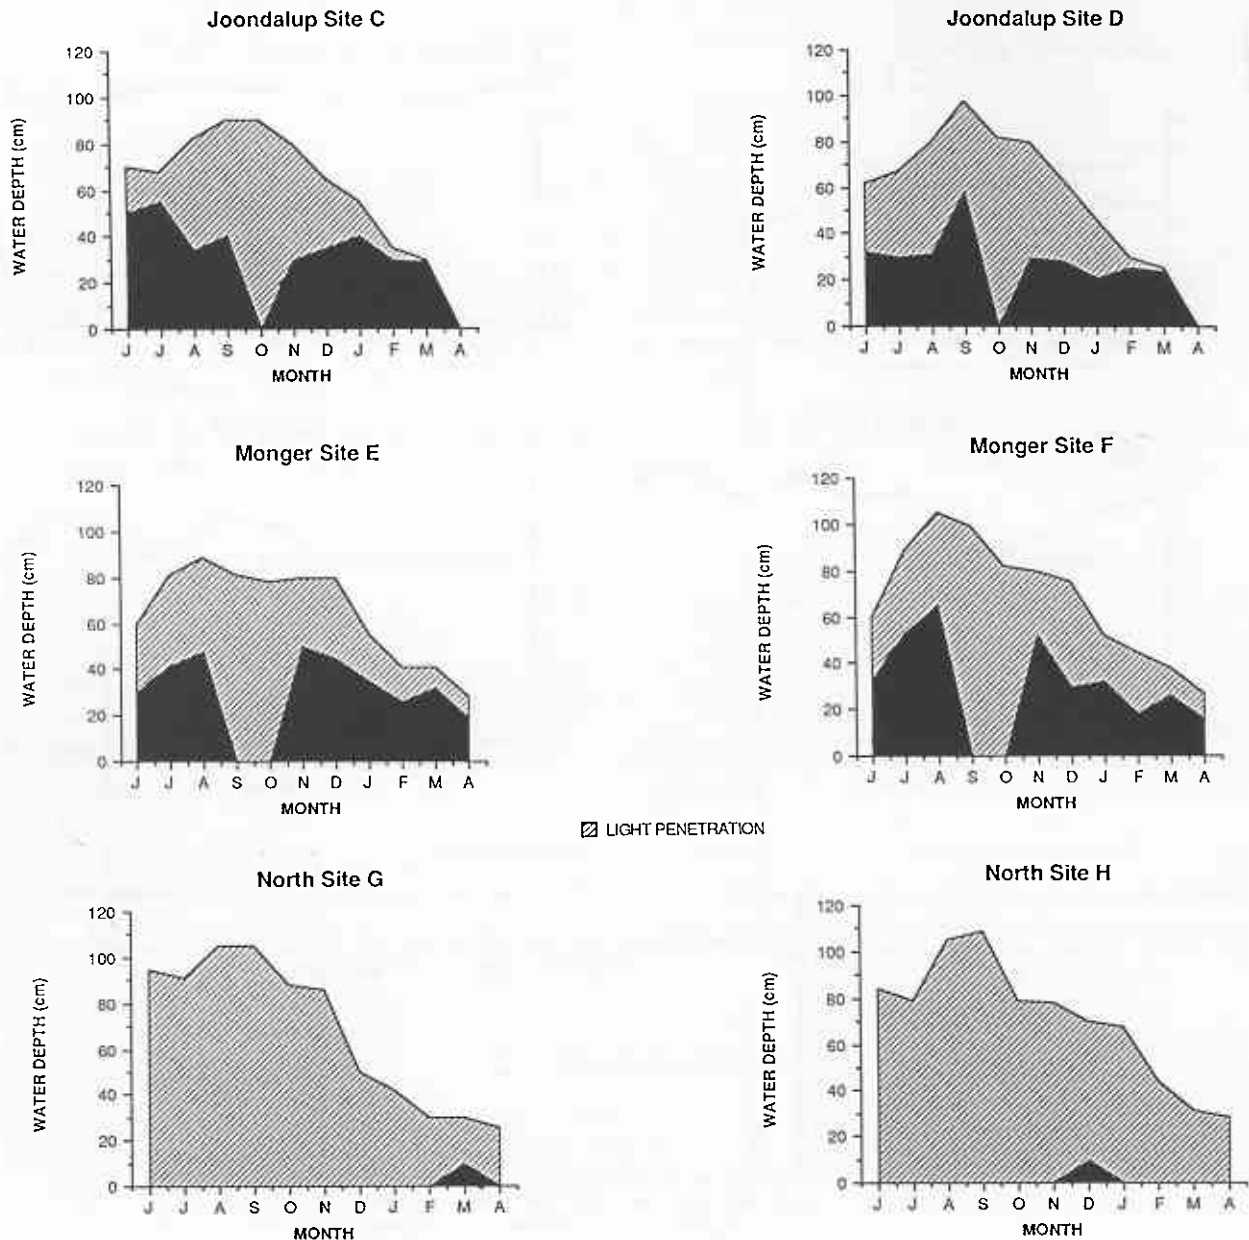 Joondalup Site C
120
100
80
60
40
20
0
WATER DEPTH (cm)
J J A S O N D J F M A
MONTH
Joondalup Site D
120
100
80
60
40
20
0
WATER DEPTH (cm)
J J A S O N D J F M A
MONTH
Monger Site E
120
100
80
60
40
20
0
WATER DEPTH (cm)
J J A S O N D J F M A
MONTH
Monger Site F
120
100
80
60
40
20
0
WATER DEPTH (cm)
J J A S O N D J F M A
MONTH
LIGHT PENETRATION
North Site G
120
100
80
60
40
20
0
WATER DEPTH (cm)
J J A S O N D J F M A
MONTH
North Site H
120
100
80
60
40
20
0
WATER DEPTH (cm)
J J A S O N D J F M A
MONTH